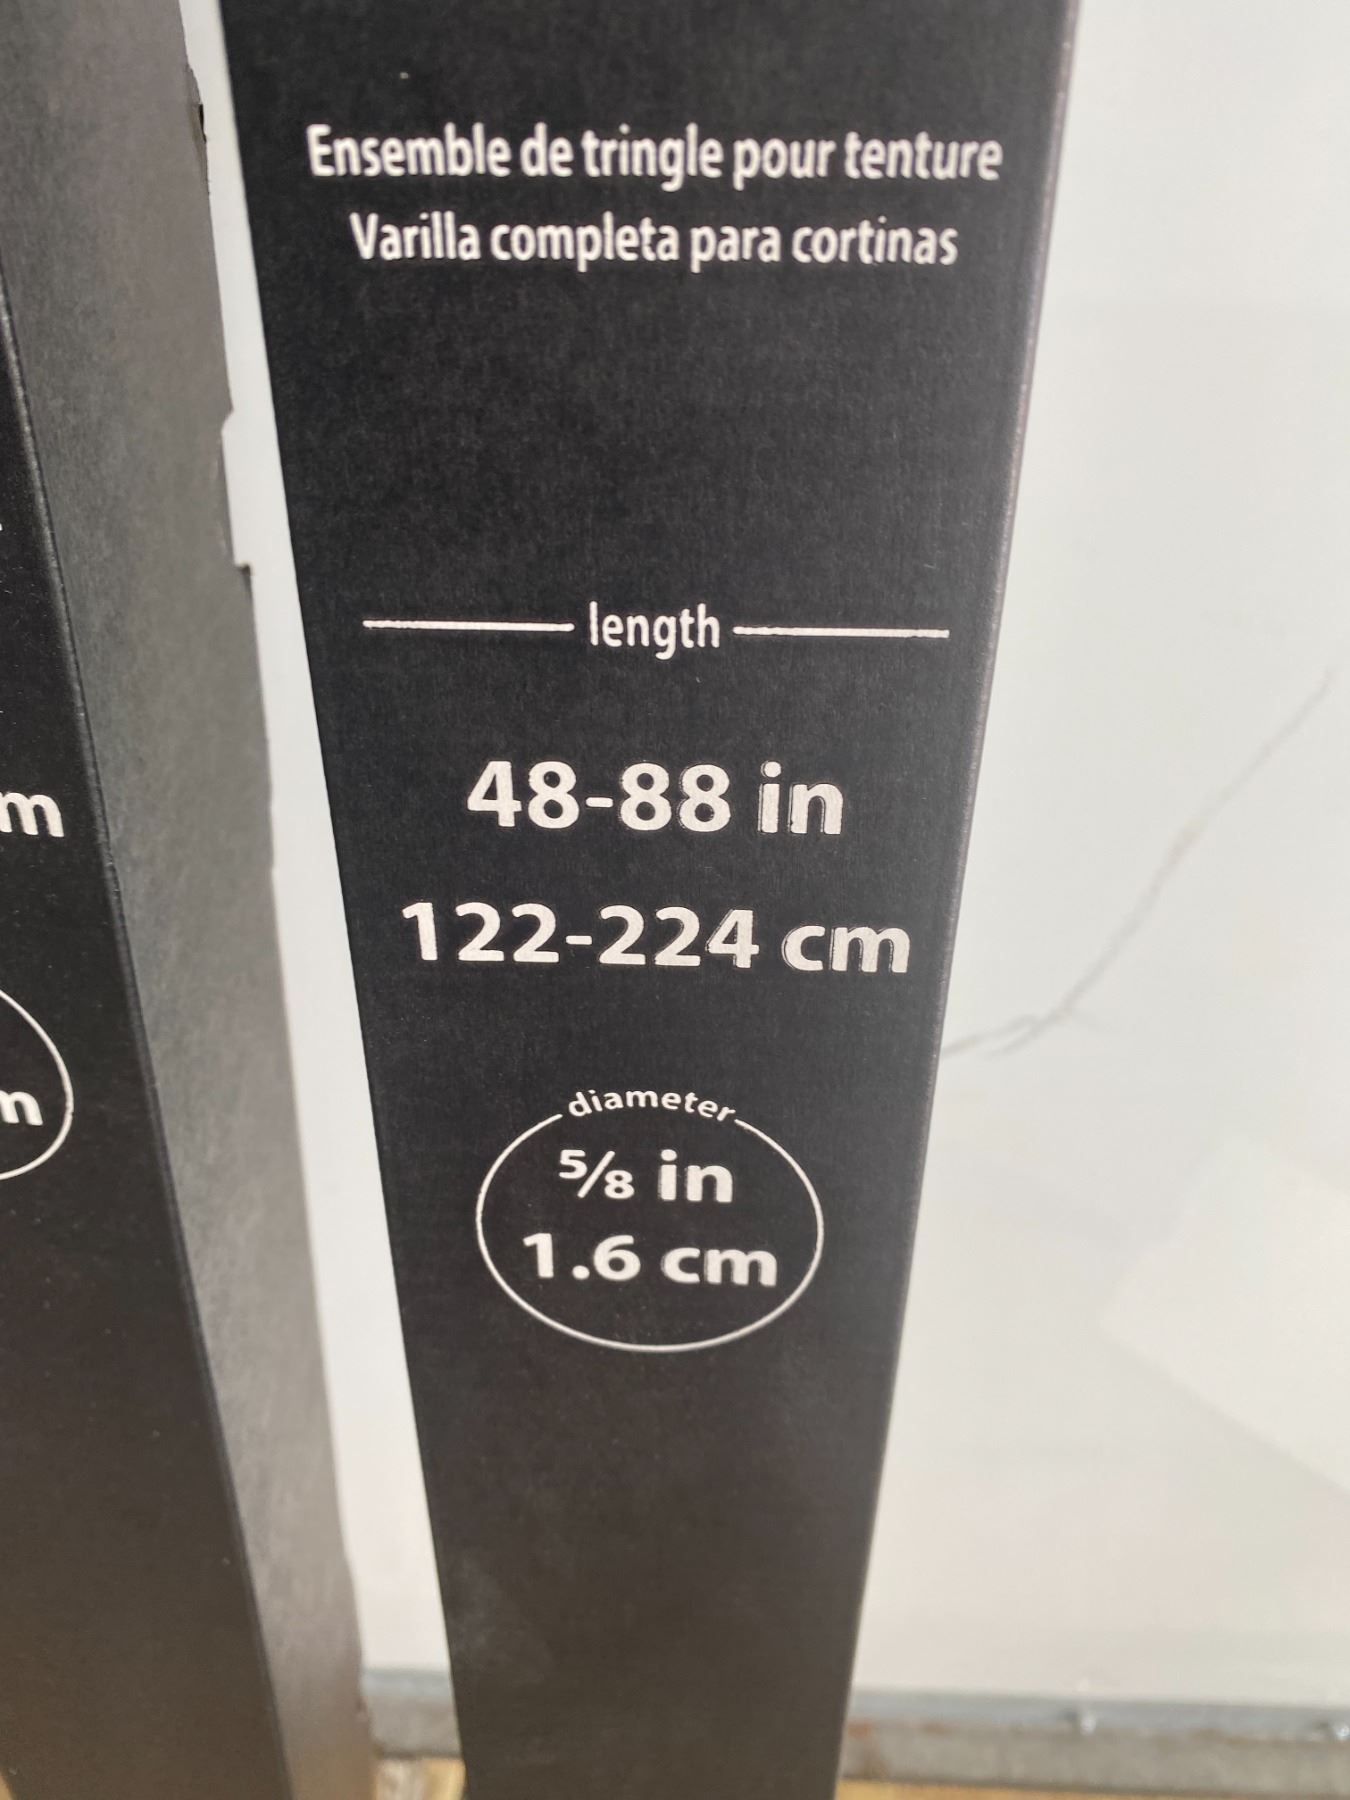 Ensemble de tringle pour tenture
Varilla completa para cortinas
length
48-88 in
122-224 cm
diameter
5/8 in
1.6 cm